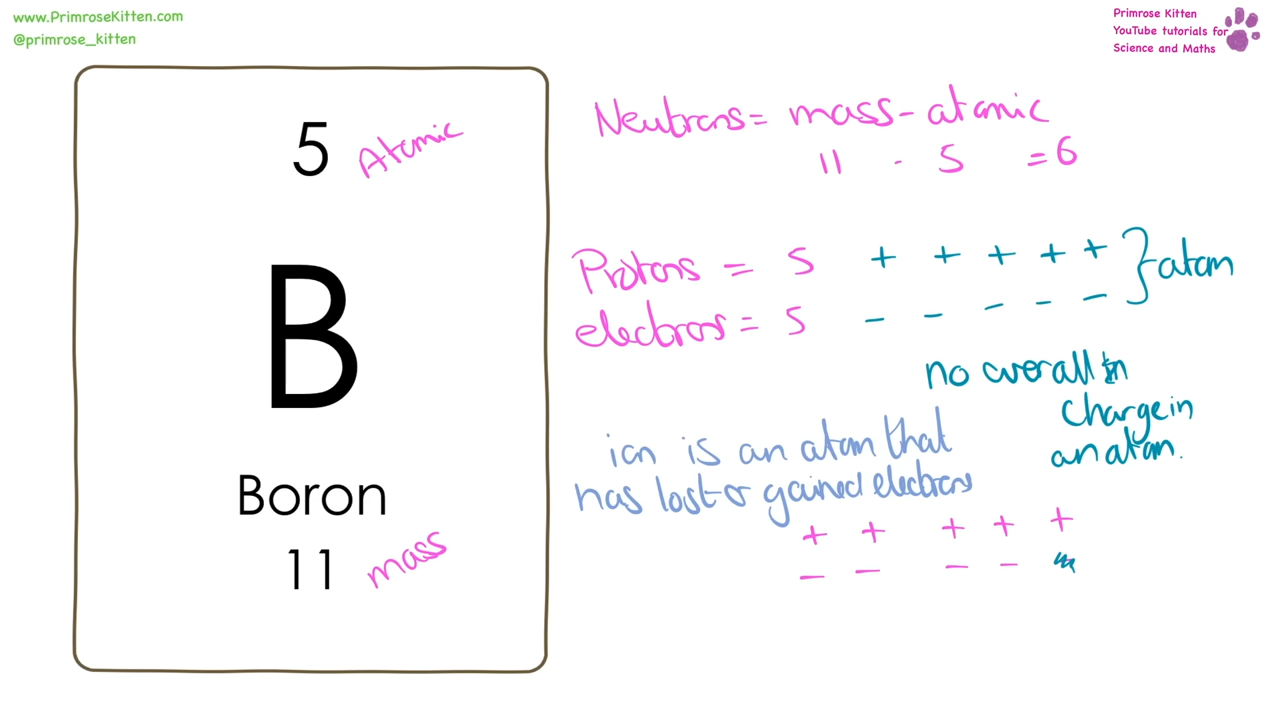 www.PrimroseKitten.com
@primrose_kitten
Primrose Kitten
YouTube tutorials for
Science and Maths
5 Atomic
B
Boron
11 mass
Neutrons = mass - atomic
11 - 5 = 6
Protons = 5 + + + + + } atom
electrons = 5 - - - - -
no overall
charge in
an atom.
ion is an atom that
has lost or gained electrons
+ + + + +
- - - -